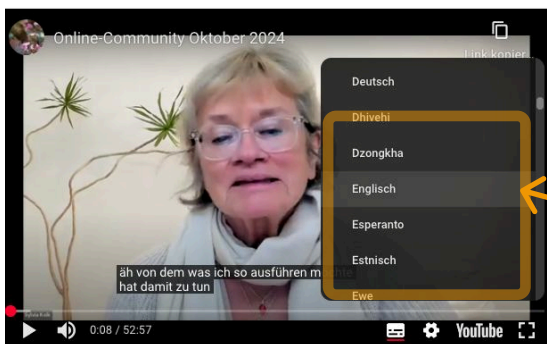 Online-Community Oktober 2024
Link kopier...
Deutsch
Dhivehi
Dzongkha
Englisch
Esperanto
Estnisch
Ewe
äh von dem was ich so ausführen möchte
hat damit zu tun
0:08 / 52:57
YouTube